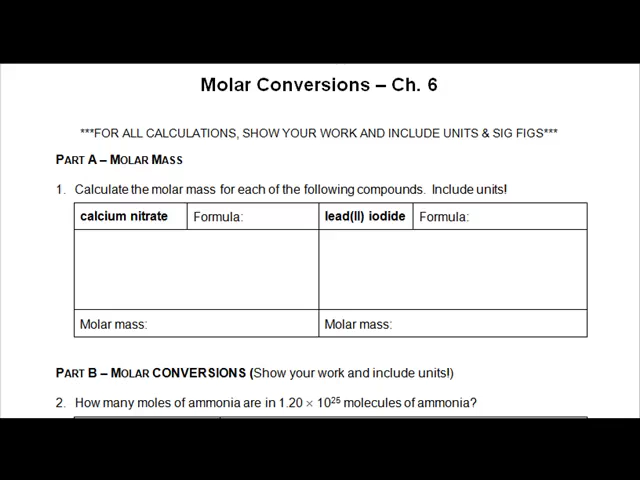 Molar Conversions – Ch. 6
***FOR ALL CALCULATIONS, SHOW YOUR WORK AND INCLUDE UNITS & SIG FIGS***
PART A – MOLAR MASS
1. Calculate the molar mass for each of the following compounds. Include units!
calcium nitrate Formula: lead(II) iodide Formula:
Molar mass: Molar mass:
PART B – MOLAR CONVERSIONS (Show your work and include units!)
2. How many moles of ammonia are in 1.20 × 10²⁵ molecules of ammonia?